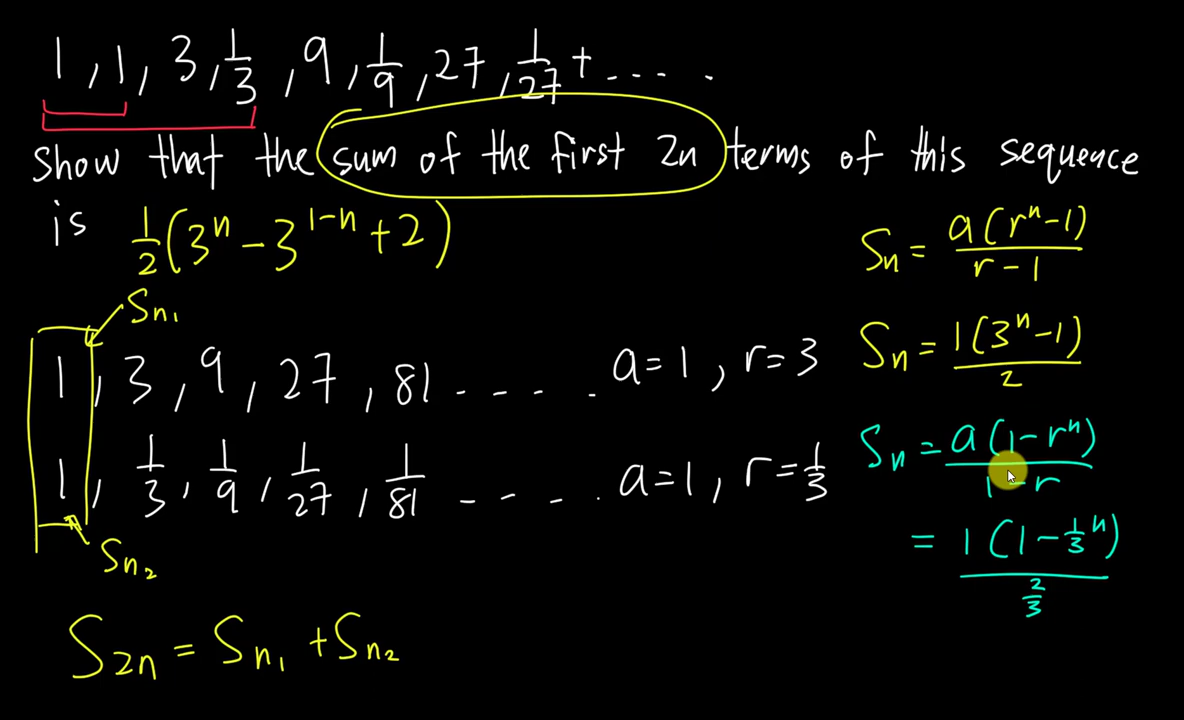 1, 1, 3, 1/3, 9, 1/9, 27, 1/27 + .... .
show that the sum of the first 2n terms of this sequence
is 1/2(3^n − 3^(1−n) + 2)
Sn = a(r^n − 1)/(r − 1)
Sn₁
Sn = 1(3^n − 1)/2
1, 3, 9, 27, 81 - - - - . a = 1, r = 3
Sn = a(1 − r^n)/(1 − r)
1, 1/3, 1/9, 1/27, 1/81 - - - - . a = 1, r = 1/3
= 1(1 − 1/3^n)/(2/3)
Sn₂
S2n = Sn₁ + Sn₂